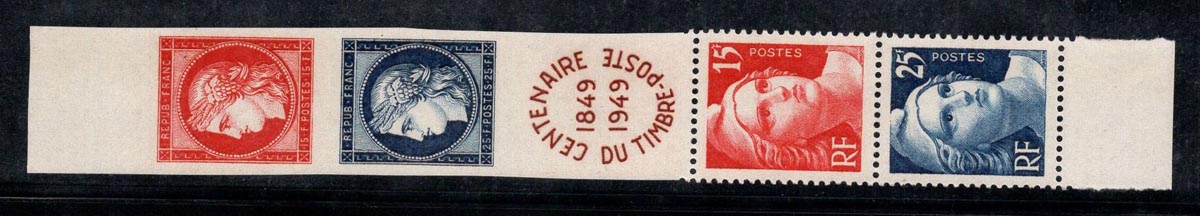 REPUB·FRANC
15·F·POSTES·15·F
REPUB·FRANC
25·F·POSTES·25·F
CENTENAIRE DU TIMBRE-POSTE
1849
1949
15F
POSTES
RF
25F
POSTES
RF